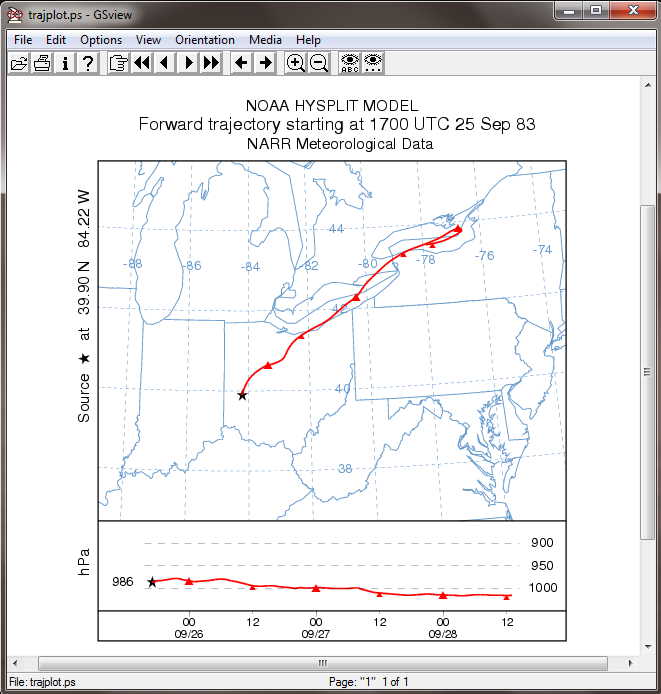 trajplot.ps - GSview
File Edit Options View Orientation Media Help
i ? ABC
NOAA HYSPLIT MODEL
Forward trajectory starting at 1700 UTC 25 Sep 83
NARR Meteorological Data
Source ★ at 39.90 N 84.22 W
44
-88 -86 -84 -82 -80 -78 -76 -74
42
40
38
hPa
986
900
950
1000
00 12 00 12 00 12
09/26 09/27 09/28
File: trajplot.ps Page: "1" 1 of 1